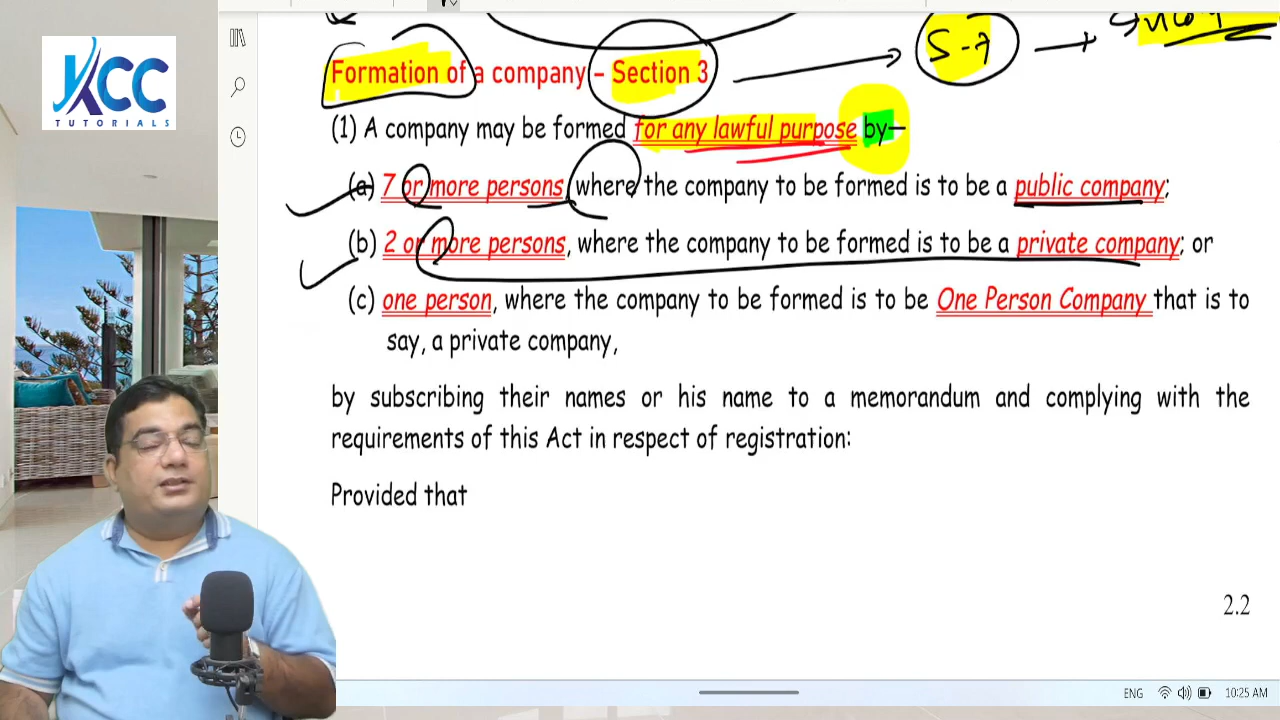 KCC
TUTORIALS
S-7
Formation of a company – Section 3
(1) A company may be formed for any lawful purpose by—
(a) 7 or more persons, where the company to be formed is to be a public company;
(b) 2 or more persons, where the company to be formed is to be a private company; or
(c) one person, where the company to be formed is to be One Person Company that is to
say, a private company,
by subscribing their names or his name to a memorandum and complying with the
requirements of this Act in respect of registration:
Provided that
2.2
ENG
10:25 AM